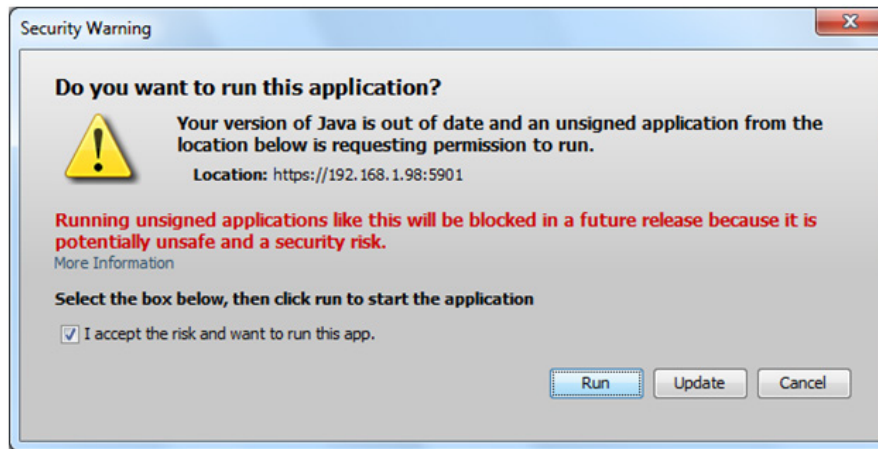 Security Warning
Do you want to run this application?
Your version of Java is out of date and an unsigned application from the
location below is requesting permission to run.
Location: https://192.168.1.98:5901
Running unsigned applications like this will be blocked in a future release because it is
potentially unsafe and a security risk.
More Information
Select the box below, then click run to start the application
I accept the risk and want to run this app.
Run Update Cancel